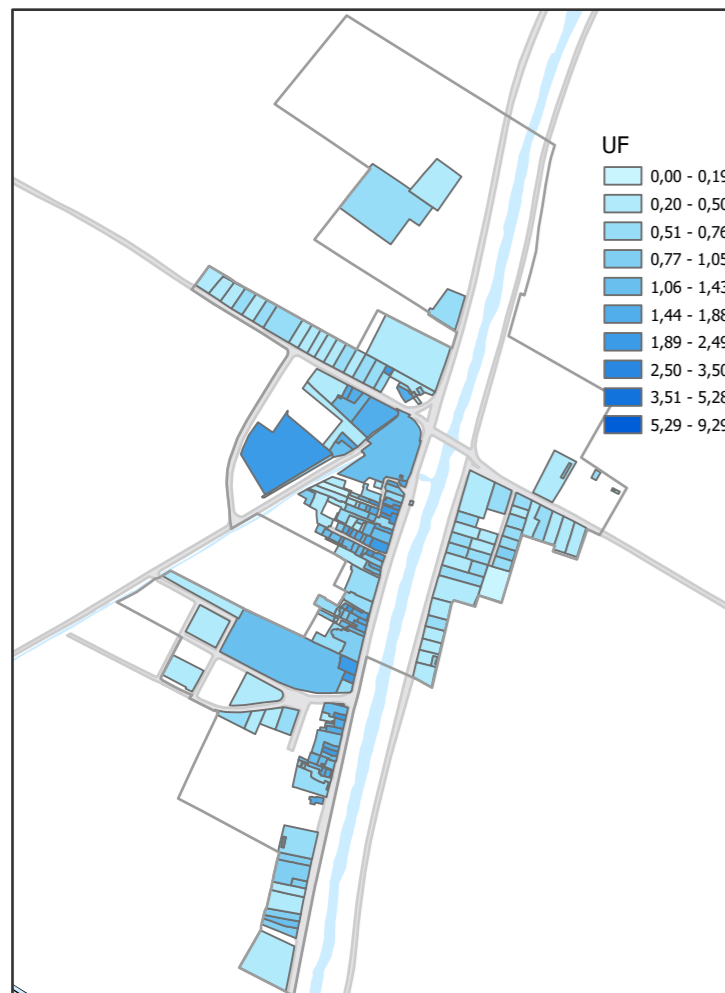 UF
0,00 - 0,19
0,20 - 0,50
0,51 - 0,76
0,77 - 1,05
1,06 - 1,43
1,44 - 1,88
1,89 - 2,49
2,50 - 3,50
3,51 - 5,28
5,29 - 9,29